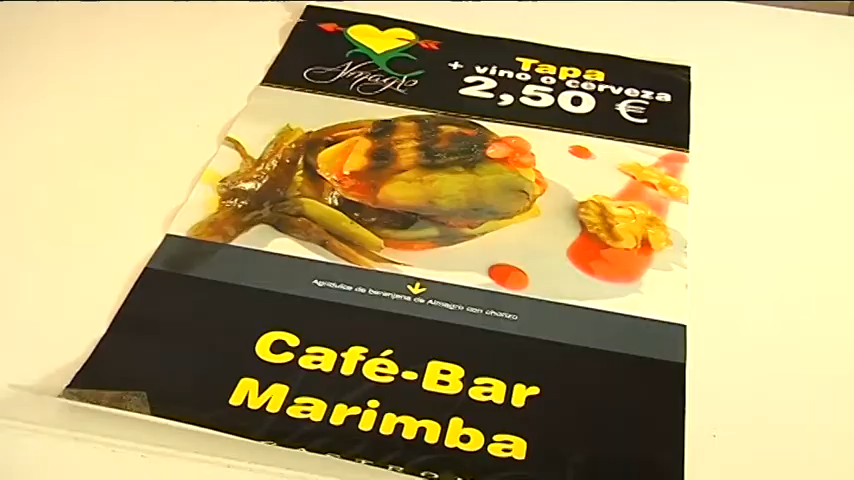 Almagro
Tapa
+ vino o cerveza
2,50 €
Agridulce de berenjena de Almagro con chorizo
Café-Bar
Marimba